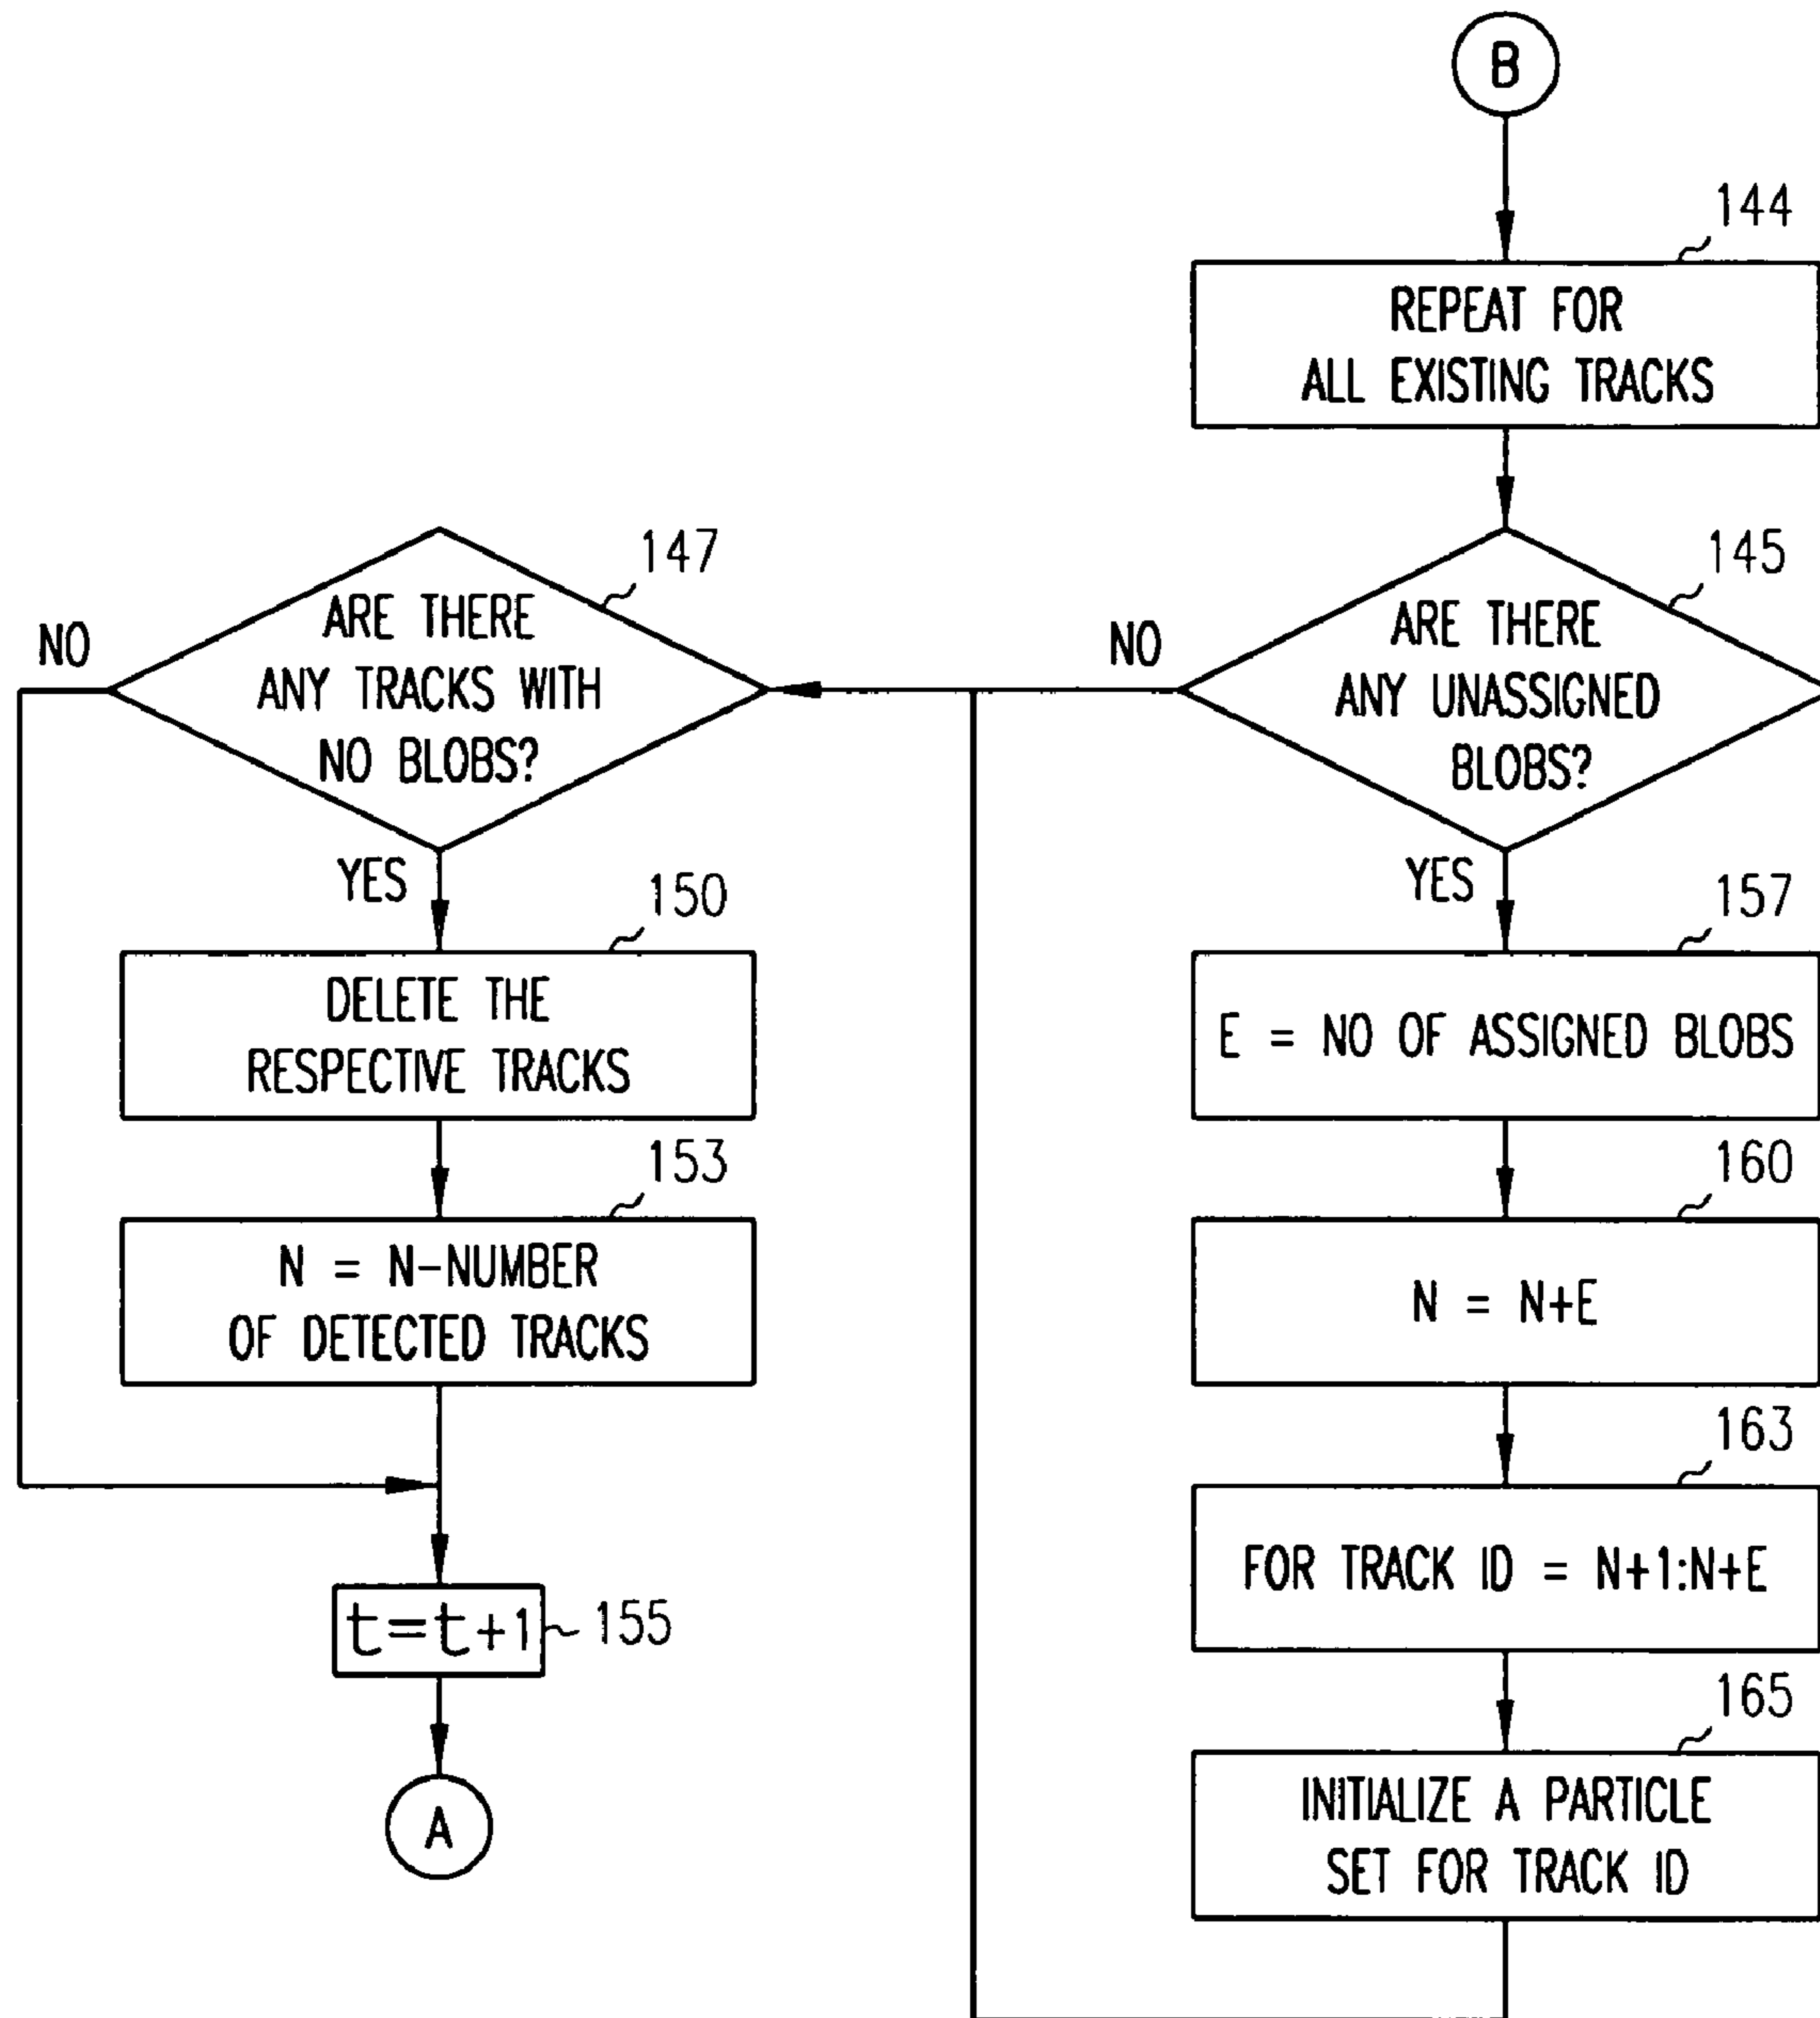 B
144
REPEAT FOR
ALL EXISTING TRACKS
145
ARE THERE
ANY UNASSIGNED
BLOBS?
NO
YES
147
ARE THERE
ANY TRACKS WITH
NO BLOBS?
NO
YES
150
DELETE THE
RESPECTIVE TRACKS
153
N = N-NUMBER
OF DETECTED TRACKS
t=t+1
155
A
157
E = NO OF ASSIGNED BLOBS
160
N = N+E
163
FOR TRACK ID = N+1:N+E
165
INITIALIZE A PARTICLE
SET FOR TRACK ID